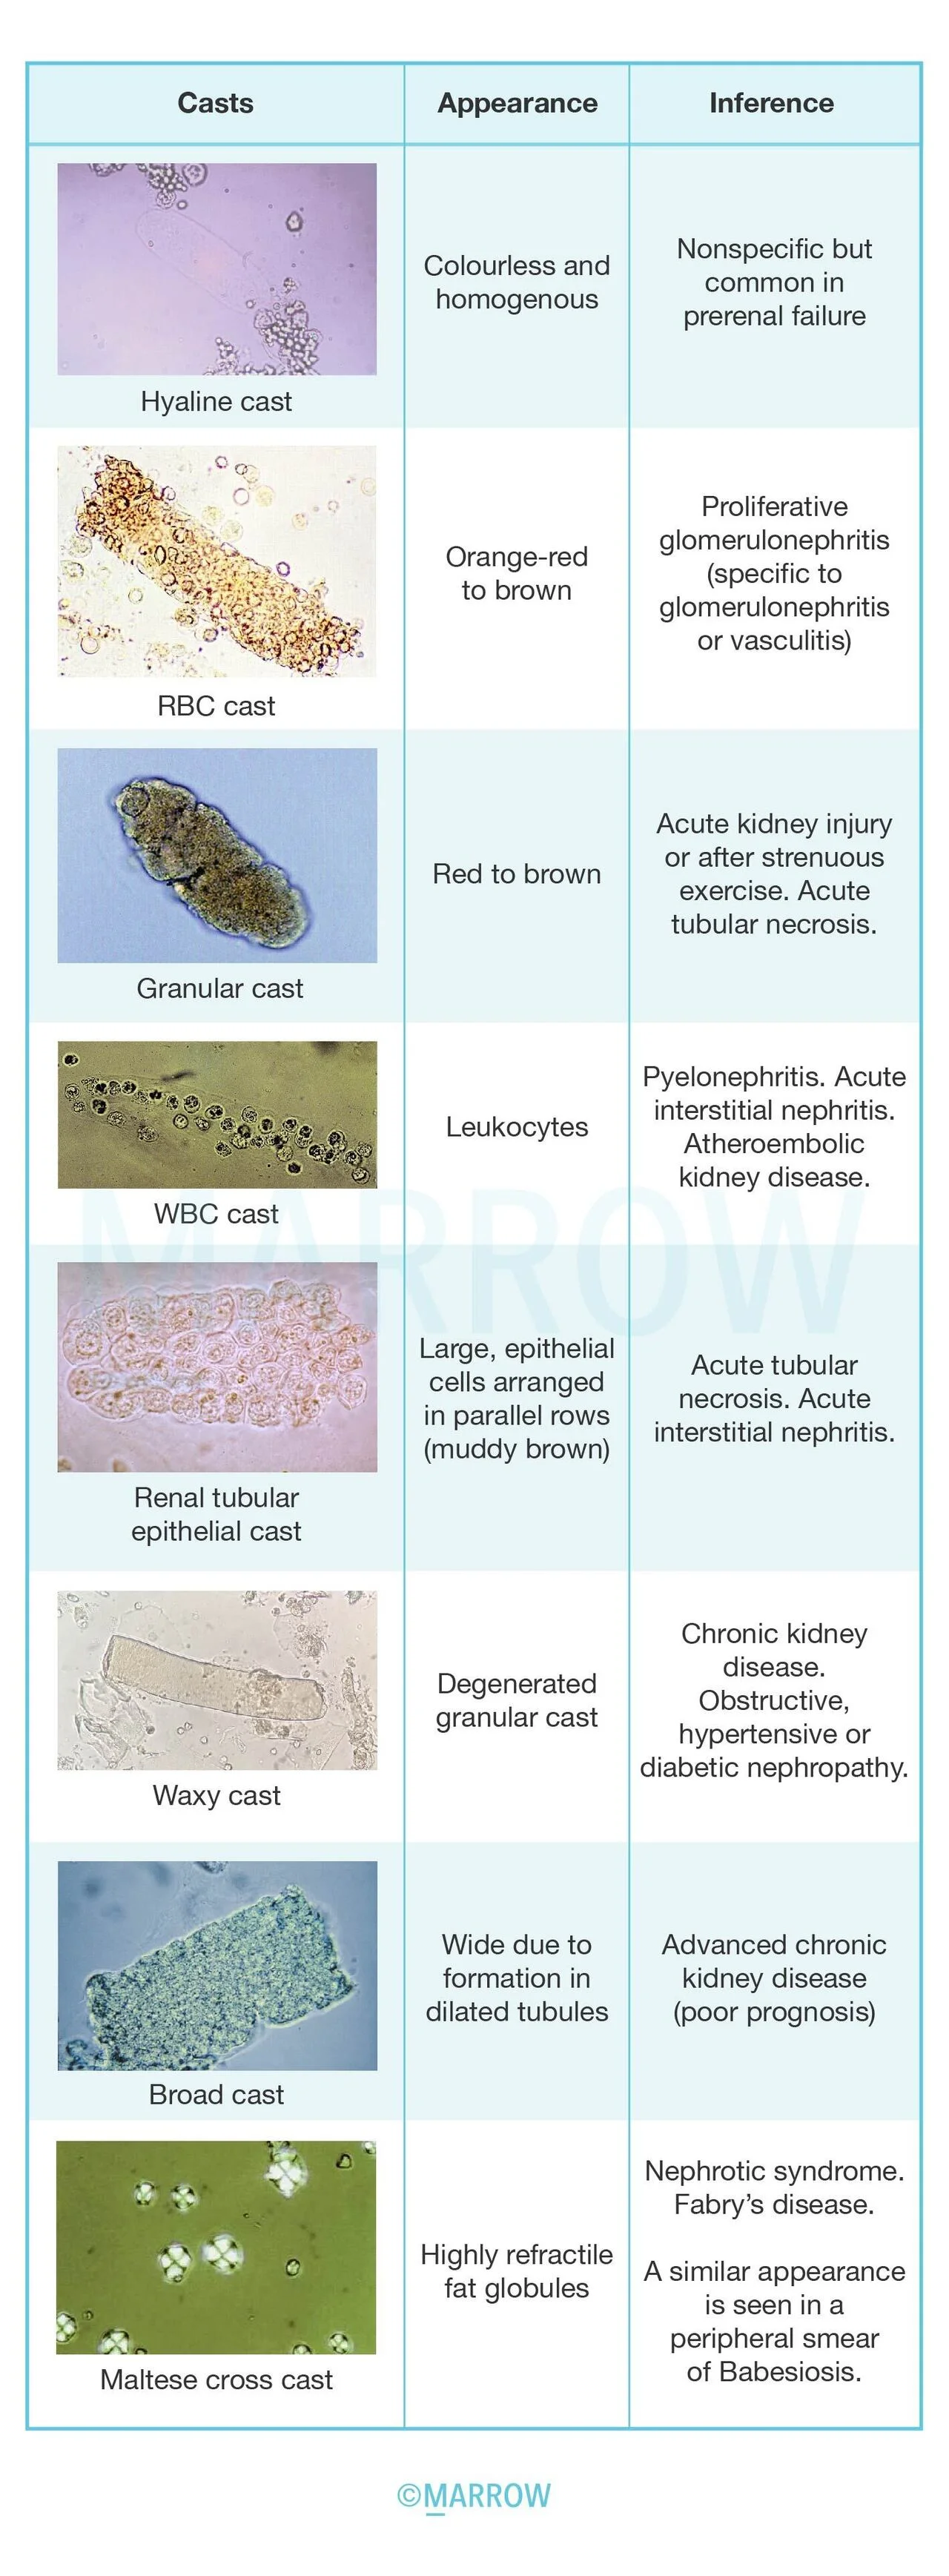 Casts
Appearance
Inference
Hyaline cast
Colourless and
homogenous
Nonspecific but
common in
prerenal failure
RBC cast
Orange-red
to brown
Proliferative
glomerulonephritis
(specific to
glomerulonephritis
or vasculitis)
Granular cast
Red to brown
Acute kidney injury
or after strenuous
exercise. Acute
tubular necrosis.
WBC cast
Leukocytes
Pyelonephritis. Acute
interstitial nephritis.
Atheroembolic
kidney disease.
MARROW
Renal tubular
epithelial cast
Large, epithelial
cells arranged
in parallel rows
(muddy brown)
Acute tubular
necrosis. Acute
interstitial nephritis.
Waxy cast
Degenerated
granular cast
Chronic kidney
disease.
Obstructive,
hypertensive or
diabetic nephropathy.
Broad cast
Wide due to
formation in
dilated tubules
Advanced chronic
kidney disease
(poor prognosis)
Maltese cross cast
Highly refractile
fat globules
Nephrotic syndrome.
Fabry’s disease.
A similar appearance
is seen in a
peripheral smear
of Babesiosis.
©MARROW